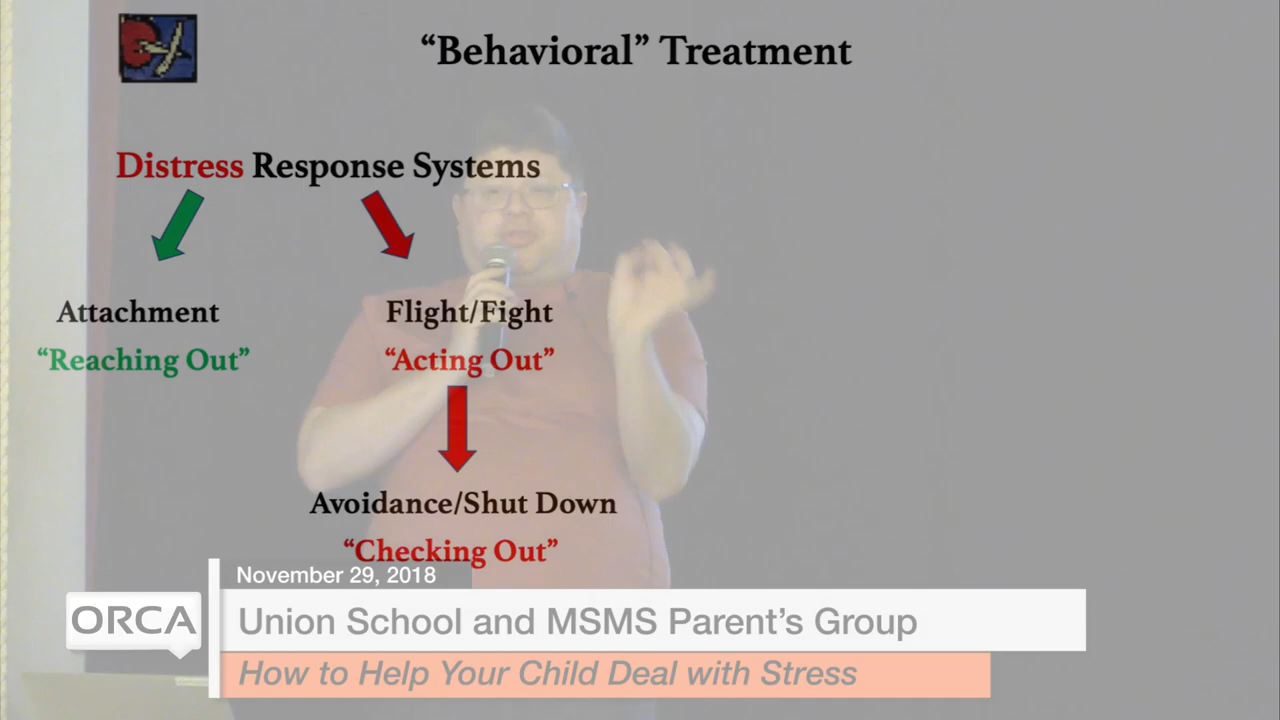 “Behavioral” Treatment
Distress Response Systems
Attachment
Flight/Fight
“Reaching Out”
“Acting Out”
Avoidance/Shut Down
“Checking Out”
November 29, 2018
ORCA
Union School and MSMS Parent’s Group
How to Help Your Child Deal with Stress